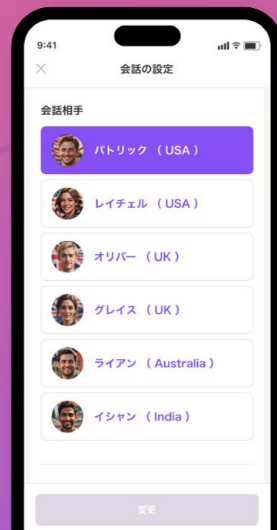 9:41
会話の設定
会話相手
パトリック （ USA ）
レイチェル （ USA ）
オリバー （ UK ）
グレイス （ UK ）
ライアン （ Australia ）
イシャン （ India ）
変更